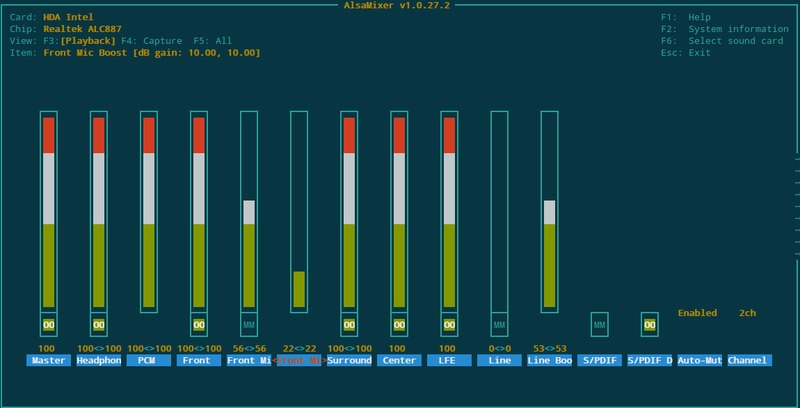 AlsaMixer v1.0.27.2
Card: HDA Intel
F1: Help
Chip: Realtek ALC887
F2: System information
View: F3:[Playback] F4: Capture F5: All
F6: Select sound card
Item: Front Mic Boost [dB gain: 10.00, 10.00]
Esc: Exit
OO OO OO MM OO OO OO MM MM OO Enabled 2ch
100 100<>100 100<>100 100<>100 56<>56 22<>22 100<>100 100 100 0<>0 53<>53
Master Headphon PCM Front Front Mi <Front Mi> Surround Center LFE Line Line Boo S/PDIF S/PDIF D Auto-Mut Channel